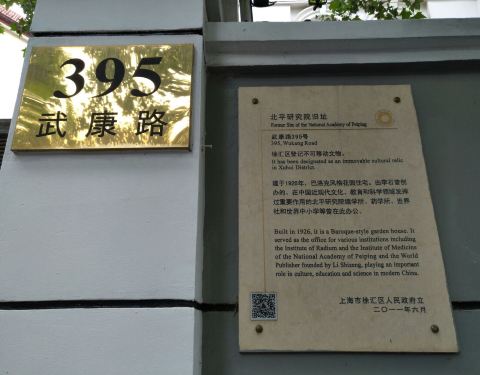 395
武康路
北平研究院旧址
Former Site of the National Academy of Peiping
武康路395号
395, Wukang Road
徐汇区登记不可移动文物。
It has been designated as an immovable cultural relic
in Xuhui District.
建于1926年，巴洛克风格花园住宅。由李石曾创
办的、在中国近现代文化、教育和科学领域发挥
过重要作用的北平研究院镭学所、药学所、世界
社和世界中小学等曾在此办公。
Built in 1926, it is a Baroque-style garden house. It
served as the office for various institutions including
the Institute of Radium and the Institute of Medicine
of the National Academy of Peiping and the World
Publisher founded by Li Shizeng, playing an important
role in culture, education and science in modern China.
上海市徐汇区人民政府立
二〇一一年六月